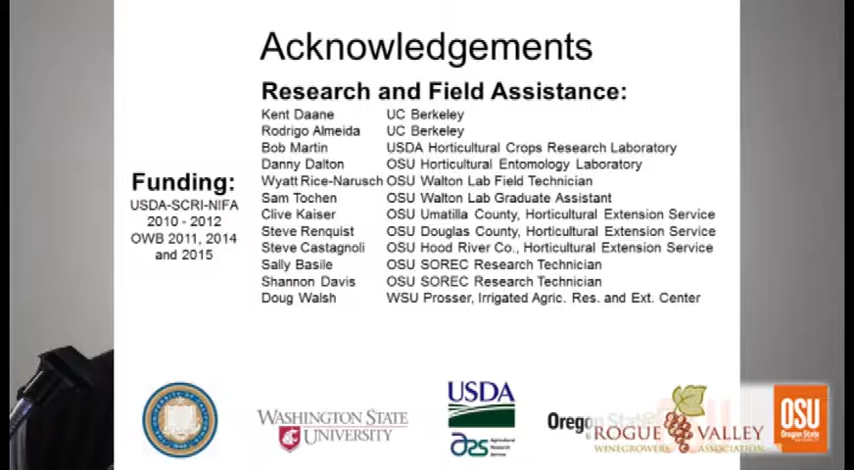 Acknowledgements
Research and Field Assistance:
Kent Daane UC Berkeley
Rodrigo Almeida UC Berkeley
Bob Martin USDA Horticultural Crops Research Laboratory
Danny Dalton OSU Horticultural Entomology Laboratory
Wyatt Rice-Narusch OSU Walton Lab Field Technician
Sam Tochen OSU Walton Lab Graduate Assistant
Clive Kaiser OSU Umatilla County, Horticultural Extension Service
Steve Renquist OSU Douglas County, Horticultural Extension Service
Steve Castagnoli OSU Hood River Co., Horticultural Extension Service
Sally Basile OSU SOREC Research Technician
Shannon Davis OSU SOREC Research Technician
Doug Walsh WSU Prosser, Irrigated Agric. Res. and Ext. Center
Funding:
USDA-SCRI-NIFA
2010 - 2012
OWB 2011, 2014
and 2015
WASHINGTON STATE
UNIVERSITY
USDA
Agricultural
Research
Service
Oregon State
ROGUE VALLEY
WINEGROWERS ASSOCIATION
OSU
Oregon State